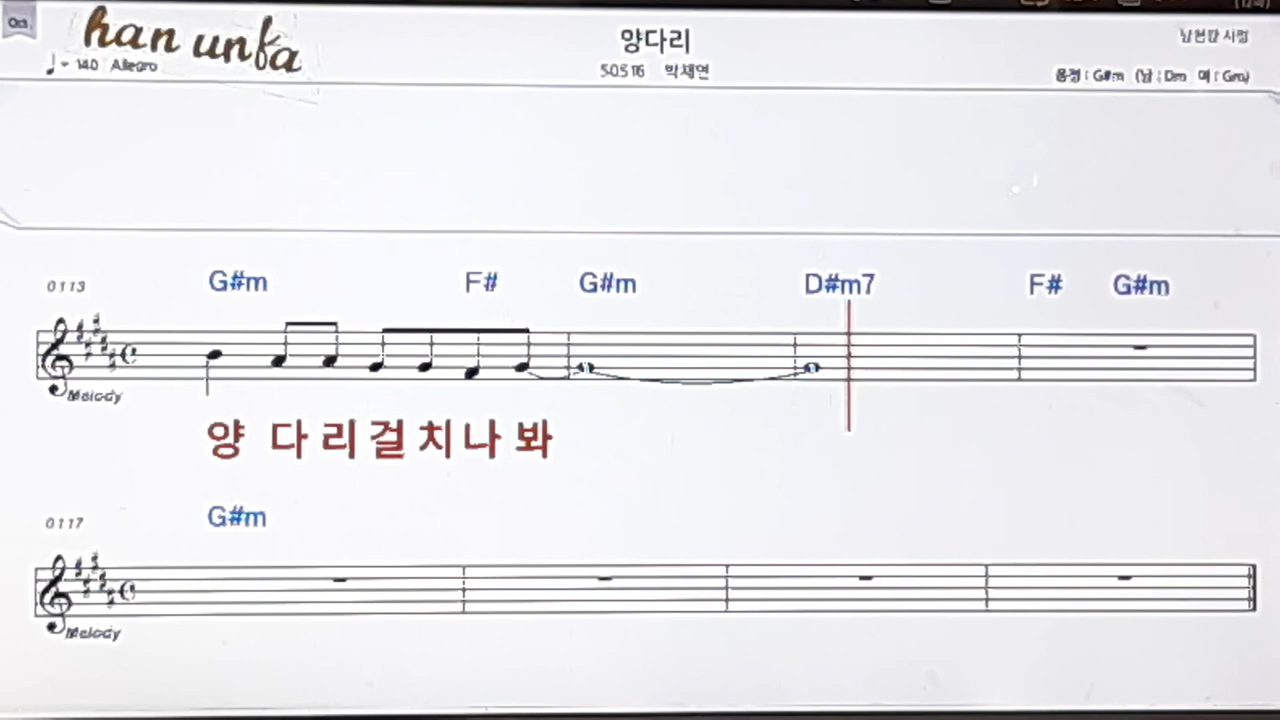 han unfa
양다리
♩= 140 Allegro
50516 박재연
음정 : G#m (남 : Dm 여 : Gm)
0113 G#m F# G#m D#m7 F# G#m
Melody
양 다 리 걸 치 나 봐
0117 G#m
Melody